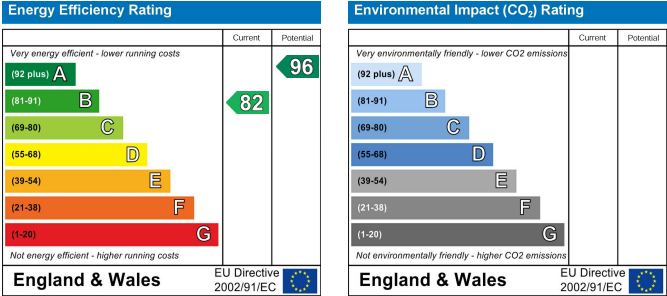 Energy Efficiency Rating
Current
Potential
Very energy efficient - lower running costs
(92 plus) A
(81-91) B
(69-80) C
(55-68) D
(39-54) E
(21-38) F
(1-20) G
82
96
Not energy efficient - higher running costs
England & Wales
EU Directive
2002/91/EC
Environmental Impact (CO₂) Rating
Current
Potential
Very environmentally friendly - lower CO2 emissions
(92 plus) A
(81-91) B
(69-80) C
(55-68) D
(39-54) E
(21-38) F
(1-20) G
Not environmentally friendly - higher CO2 emissions
England & Wales
EU Directive
2002/91/EC